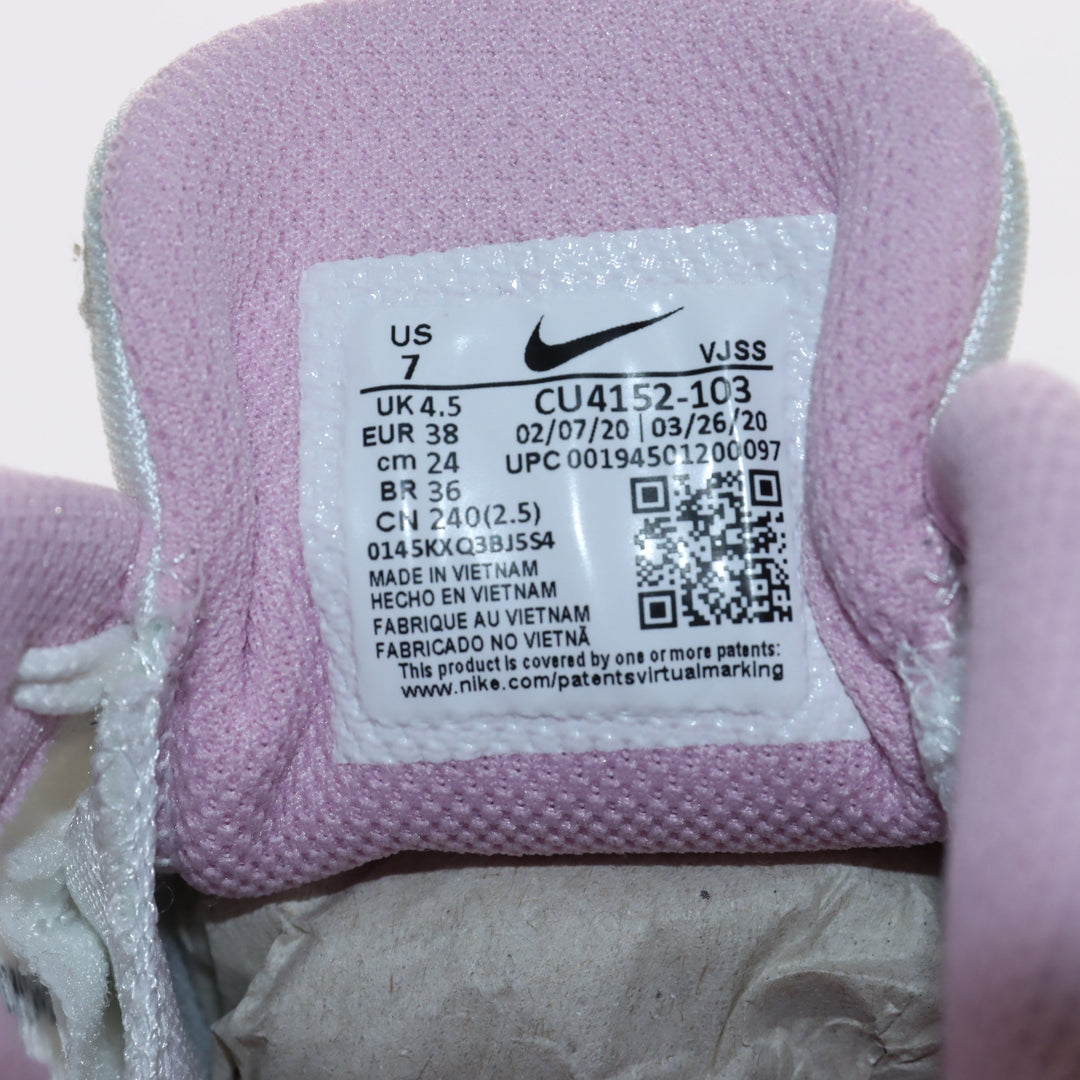 US
7
VJSS
UK 4.5
CU4152-103
EUR 38
02/07/20 | 03/26/20
cm 24
UPC 00194501200097
BR 36
CN 240(2.5)
0145KXQ3BJ5S4
MADE IN VIETNAM
HECHO EN VIETNAM
FABRIQUE AU VIETNAM
FABRICADO NO VIETNÃ
This product is covered by one or more patents:
www.nike.com/patentsvirtualmarking